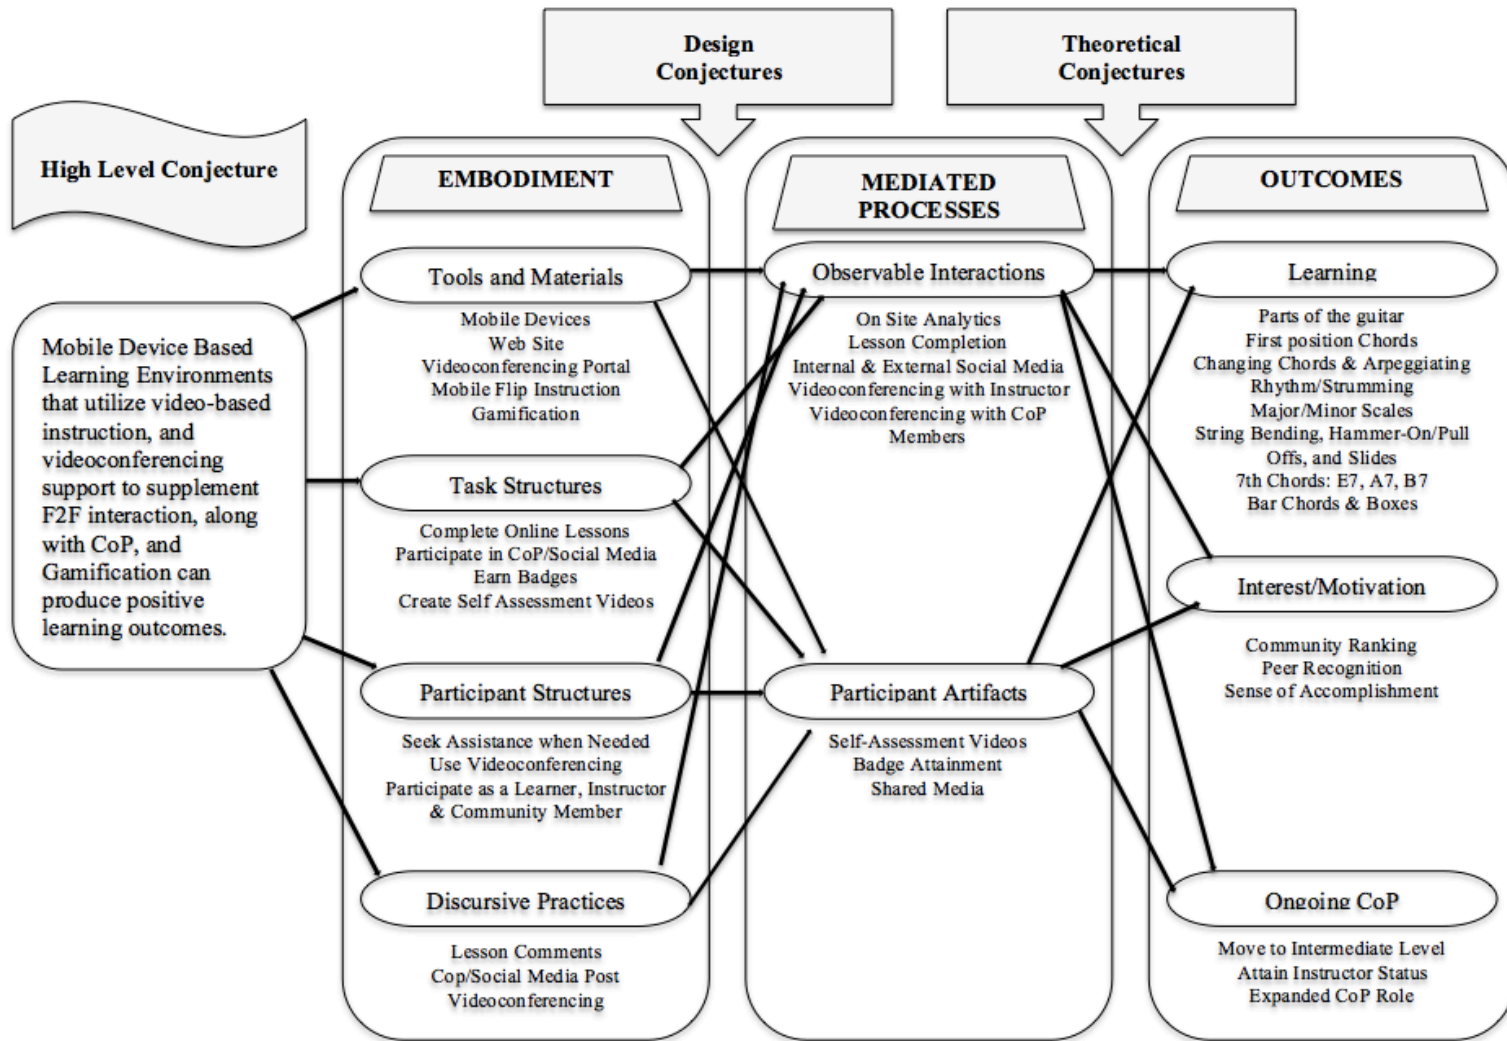 Design
Conjectures
Theoretical
Conjectures
High Level Conjecture
Mobile Device Based
Learning Environments
that utilize video-based
instruction, and
videoconferencing
support to supplement
F2F interaction, along
with CoP, and
Gamification can
produce positive
learning outcomes.
EMBODIMENT
Tools and Materials
Mobile Devices
Web Site
Videoconferencing Portal
Mobile Flip Instruction
Gamification
Task Structures
Complete Online Lessons
Participate in CoP/Social Media
Earn Badges
Create Self Assessment Videos
Participant Structures
Seek Assistance when Needed
Use Videoconferencing
Participate as a Learner, Instructor
& Community Member
Discursive Practices
Lesson Comments
Cop/Social Media Post
Videoconferencing
MEDIATED
PROCESSES
Observable Interactions
On Site Analytics
Lesson Completion
Internal & External Social Media
Videoconferencing with Instructor
Videoconferencing with CoP
Members
Participant Artifacts
Self-Assessment Videos
Badge Attainment
Shared Media
OUTCOMES
Learning
Parts of the guitar
First position Chords
Changing Chords & Arpeggiating
Rhythm/Strumming
Major/Minor Scales
String Bending, Hammer-On/Pull
Offs, and Slides
7th Chords: E7, A7, B7
Bar Chords & Boxes
Interest/Motivation
Community Ranking
Peer Recognition
Sense of Accomplishment
Ongoing CoP
Move to Intermediate Level
Attain Instructor Status
Expanded CoP Role